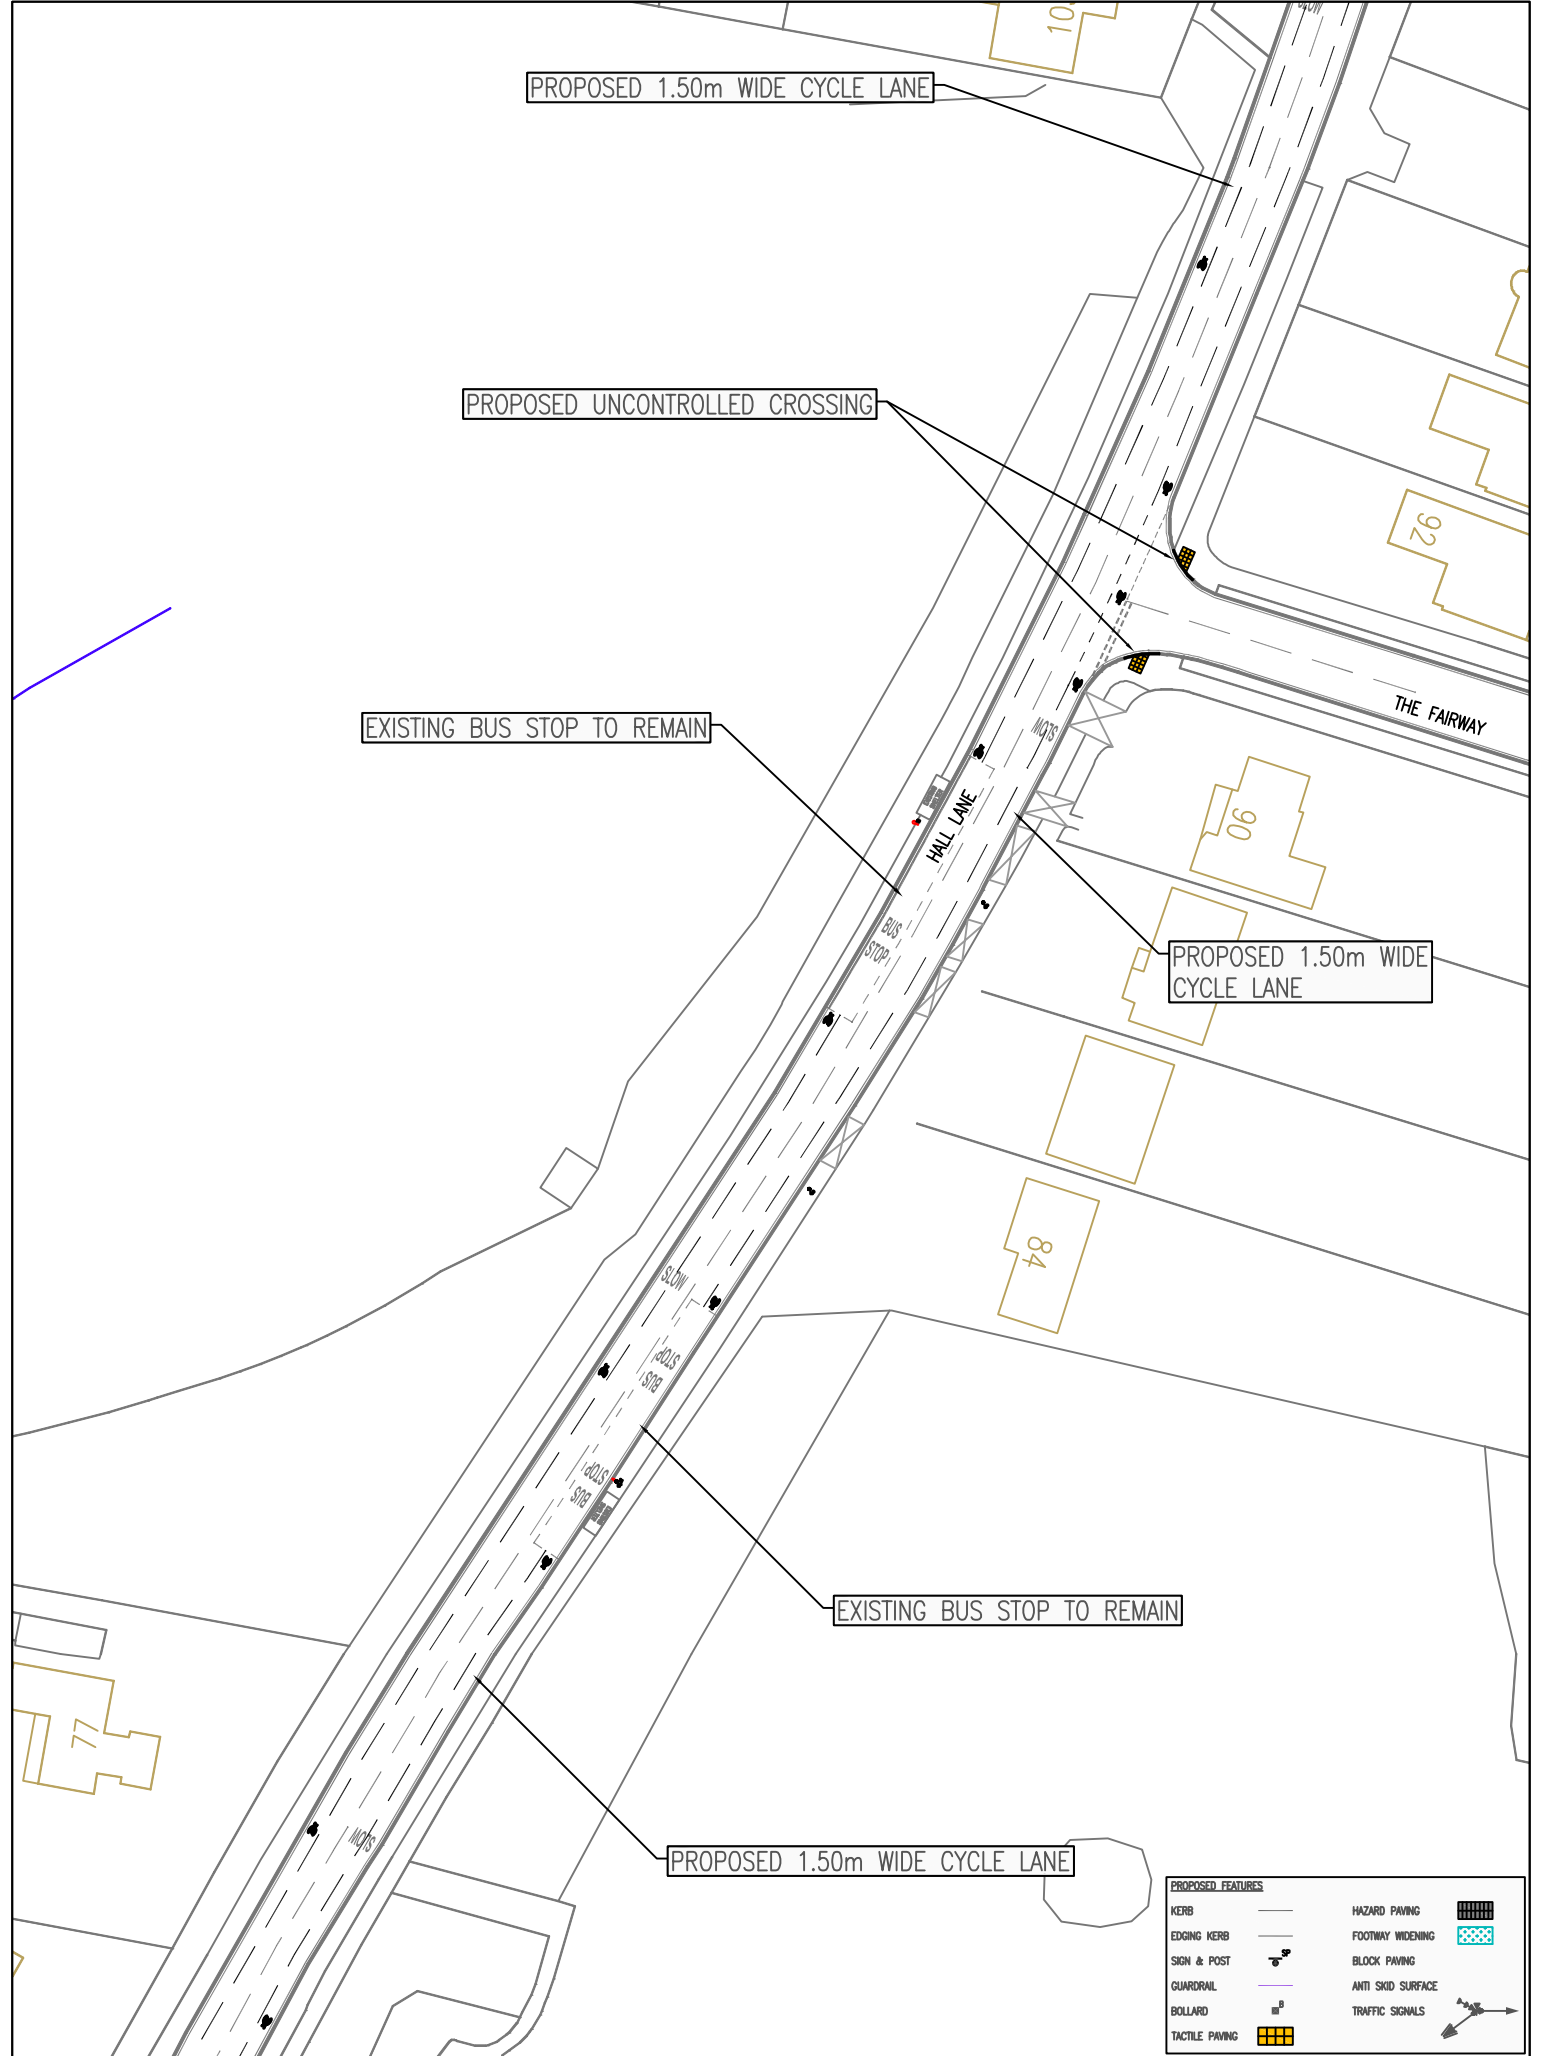 SLOW
PROPOSED 1.50m WIDE CYCLE LANE
PROPOSED UNCONTROLLED CROSSING
92
THE FAIRWAY
EXISTING BUS STOP TO REMAIN
SLOW
HALL LANE
90
BUS
STOP
PROPOSED 1.50m WIDE
CYCLE LANE
84
SLOW
BUS
STOP
BUS
STOP
EXISTING BUS STOP TO REMAIN
77
SLOW
PROPOSED 1.50m WIDE CYCLE LANE
PROPOSED FEATURES
KERB
EDGING KERB
SIGN & POST
SP
GUARDRAIL
BOLLARD
B
TACTILE PAVING
HAZARD PAVING
FOOTWAY WIDENING
BLOCK PAVING
ANTI SKID SURFACE
TRAFFIC SIGNALS